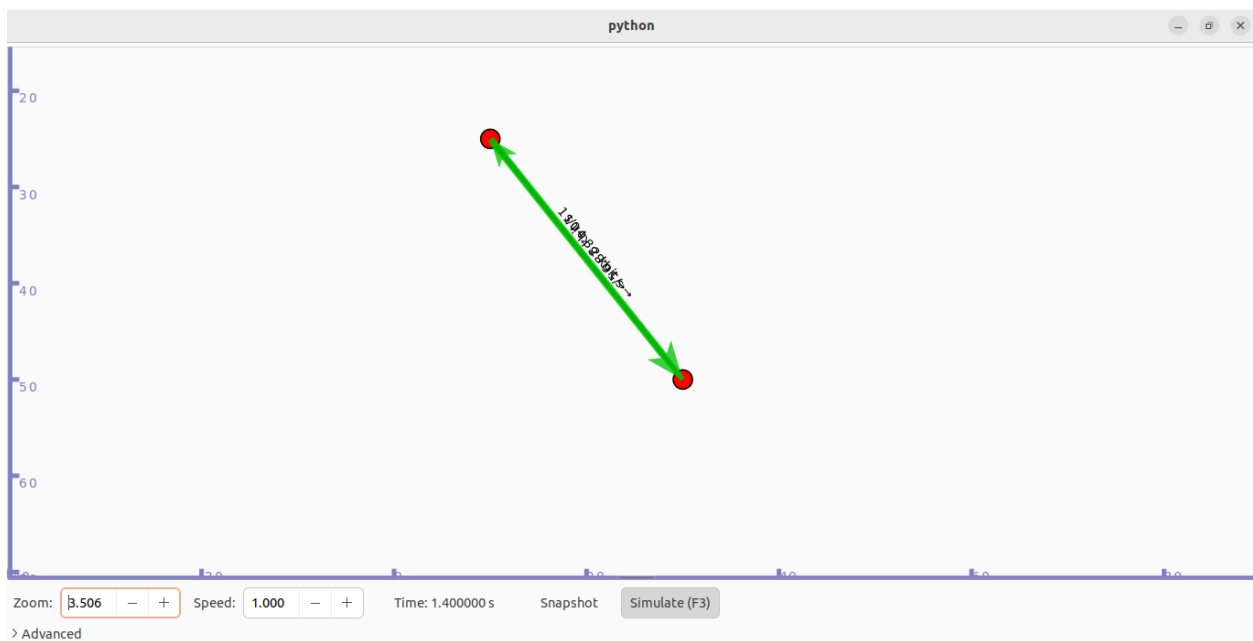 python
20
30
40
50
60
Zoom: 3.506 − + Speed: 1.000 − + Time: 1.400000 s Snapshot Simulate (F3)
> Advanced